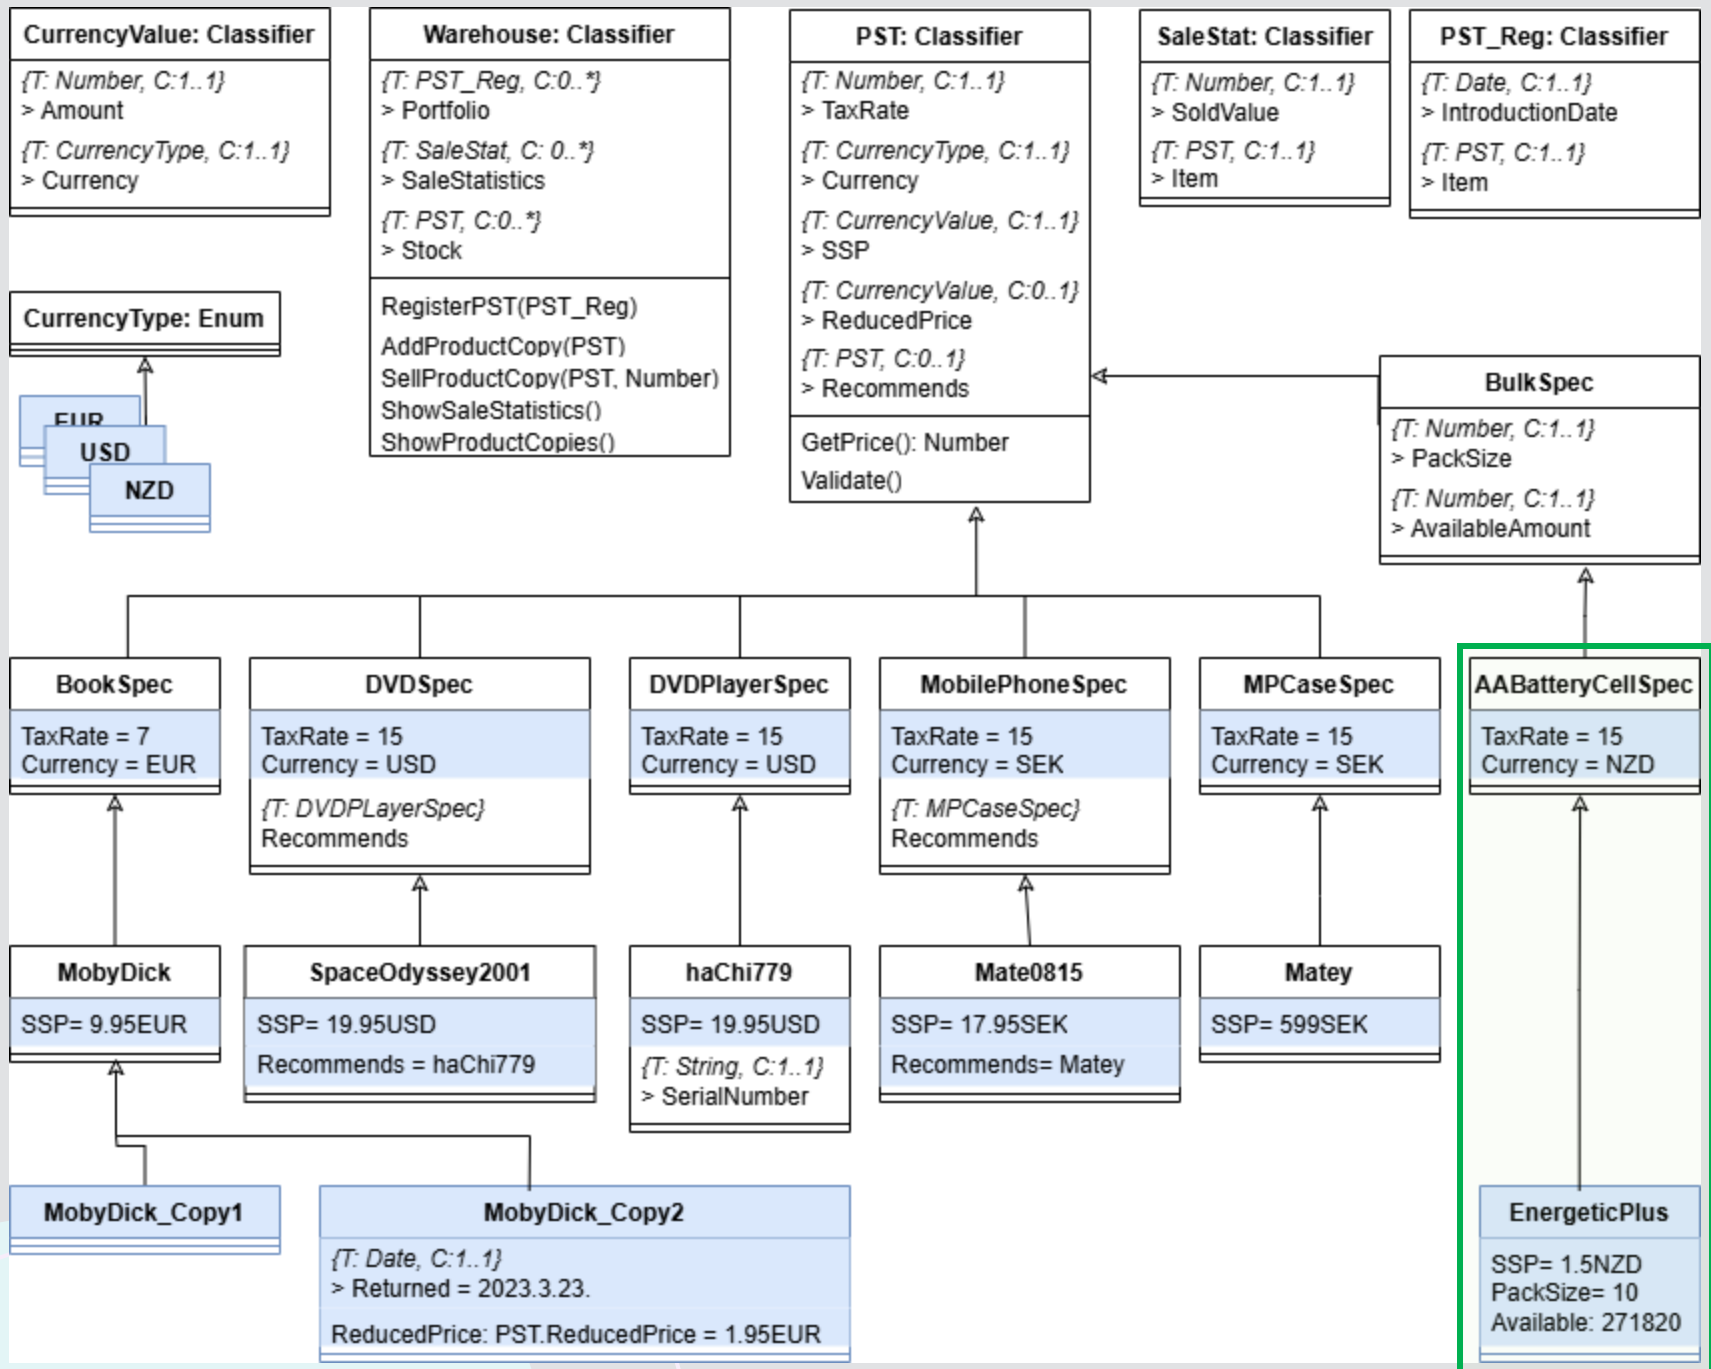 CurrencyValue: Classifier
{T: Number, C:1..1}
> Amount
{T: CurrencyType, C:1..1}
> Currency
Warehouse: Classifier
{T: PST_Reg, C:0..*}
> Portfolio
{T: SaleStat, C: 0..*}
> SaleStatistics
{T: PST, C:0..*}
> Stock
RegisterPST(PST_Reg)
AddProductCopy(PST)
SellProductCopy(PST, Number)
ShowSaleStatistics()
ShowProductCopies()
PST: Classifier
{T: Number, C:1..1}
> TaxRate
{T: CurrencyType, C:1..1}
> Currency
{T: CurrencyValue, C:1..1}
> SSP
{T: CurrencyValue, C:0..1}
> ReducedPrice
{T: PST, C:0..1}
> Recommends
GetPrice(): Number
Validate()
SaleStat: Classifier
{T: Number, C:1..1}
> SoldValue
{T: PST, C:1..1}
> Item
PST_Reg: Classifier
{T: Date, C:1..1}
> IntroductionDate
{T: PST, C:1..1}
> Item
CurrencyType: Enum
EUR
USD
NZD
BulkSpec
{T: Number, C:1..1}
> PackSize
{T: Number, C:1..1}
> AvailableAmount
BookSpec
TaxRate = 7
Currency = EUR
DVDSpec
TaxRate = 15
Currency = USD
{T: DVDPLayerSpec}
Recommends
DVDPlayerSpec
TaxRate = 15
Currency = USD
MobilePhoneSpec
TaxRate = 15
Currency = SEK
{T: MPCaseSpec}
Recommends
MPCaseSpec
TaxRate = 15
Currency = SEK
AABatteryCellSpec
TaxRate = 15
Currency = NZD
MobyDick
SSP= 9.95EUR
SpaceOdyssey2001
SSP= 19.95USD
Recommends = haChi779
haChi779
SSP= 19.95USD
{T: String, C:1..1}
> SerialNumber
Mate0815
SSP= 17.95SEK
Recommends= Matey
Matey
SSP= 599SEK
MobyDick_Copy1
MobyDick_Copy2
{T: Date, C:1..1}
> Returned = 2023.3.23.
ReducedPrice: PST.ReducedPrice = 1.95EUR
EnergeticPlus
SSP= 1.5NZD
PackSize= 10
Available: 271820